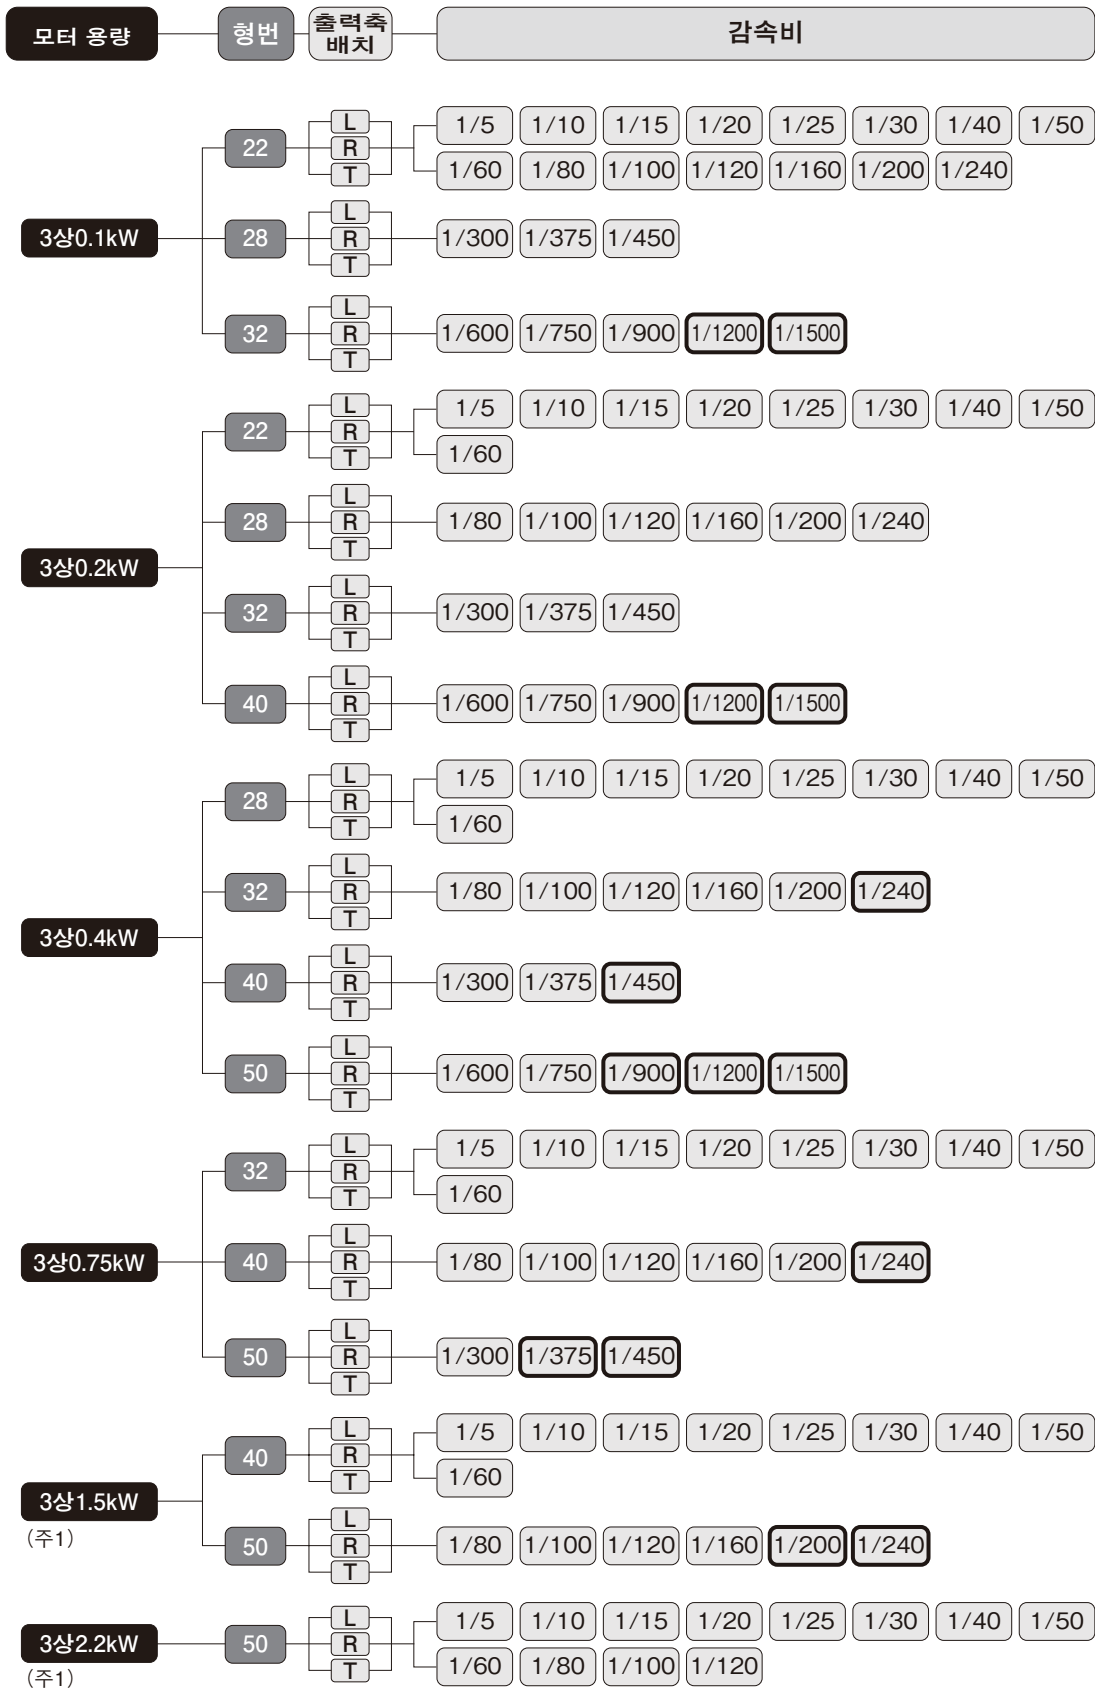 모터 용량 형번 출력축 배치 감속비
L
1/5 1/10 1/15 1/20 1/25 1/30 1/40 1/50
22 R
T
1/60 1/80 1/100 1/120 1/160 1/200 1/240
L
3상0.1kW 28 R 1/300 1/375 1/450
T
L
32 R 1/600 1/750 1/900 1/1200 1/1500
T
L
1/5 1/10 1/15 1/20 1/25 1/30 1/40 1/50
22 R
T
1/60
L
28 R 1/80 1/100 1/120 1/160 1/200 1/240
T
3상0.2kW
L
32 R 1/300 1/375 1/450
T
L
40 R 1/600 1/750 1/900 1/1200 1/1500
T
L
1/5 1/10 1/15 1/20 1/25 1/30 1/40 1/50
28 R
T
1/60
L
32 R 1/80 1/100 1/120 1/160 1/200 1/240
T
3상0.4kW
L
40 R 1/300 1/375 1/450
T
L
50 R 1/600 1/750 1/900 1/1200 1/1500
T
L
1/5 1/10 1/15 1/20 1/25 1/30 1/40 1/50
32 R
T
1/60
L
3상0.75kW 40 R 1/80 1/100 1/120 1/160 1/200 1/240
T
L
50 R 1/300 1/375 1/450
T
L
1/5 1/10 1/15 1/20 1/25 1/30 1/40 1/50
40 R
T
1/60
3상1.5kW
(주1)
L
50 R 1/80 1/100 1/120 1/160 1/200 1/240
T
L
1/5 1/10 1/15 1/20 1/25 1/30 1/40 1/50
3상2.2kW 50 R
T
1/60 1/80 1/100 1/120
(주1)